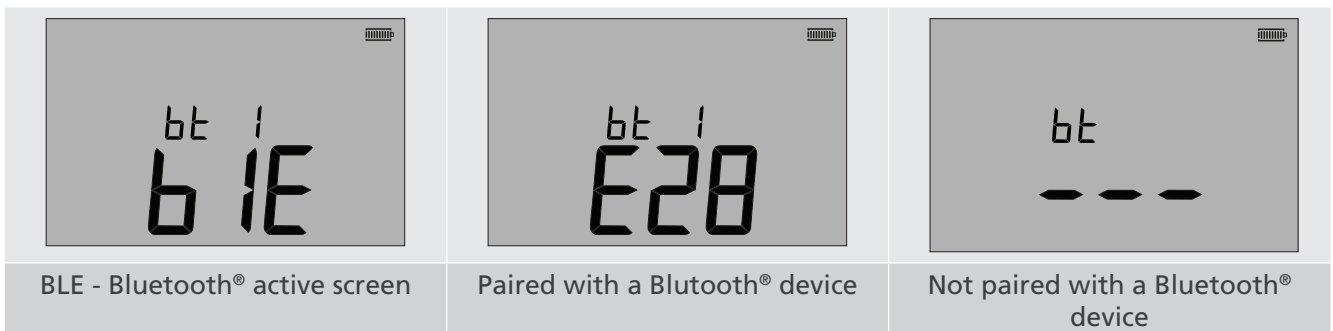 bt 1
b1E
bt 1
E28
bt
---
BLE - Bluetooth® active screen
Paired with a Blutooth® device
Not paired with a Bluetooth®
device